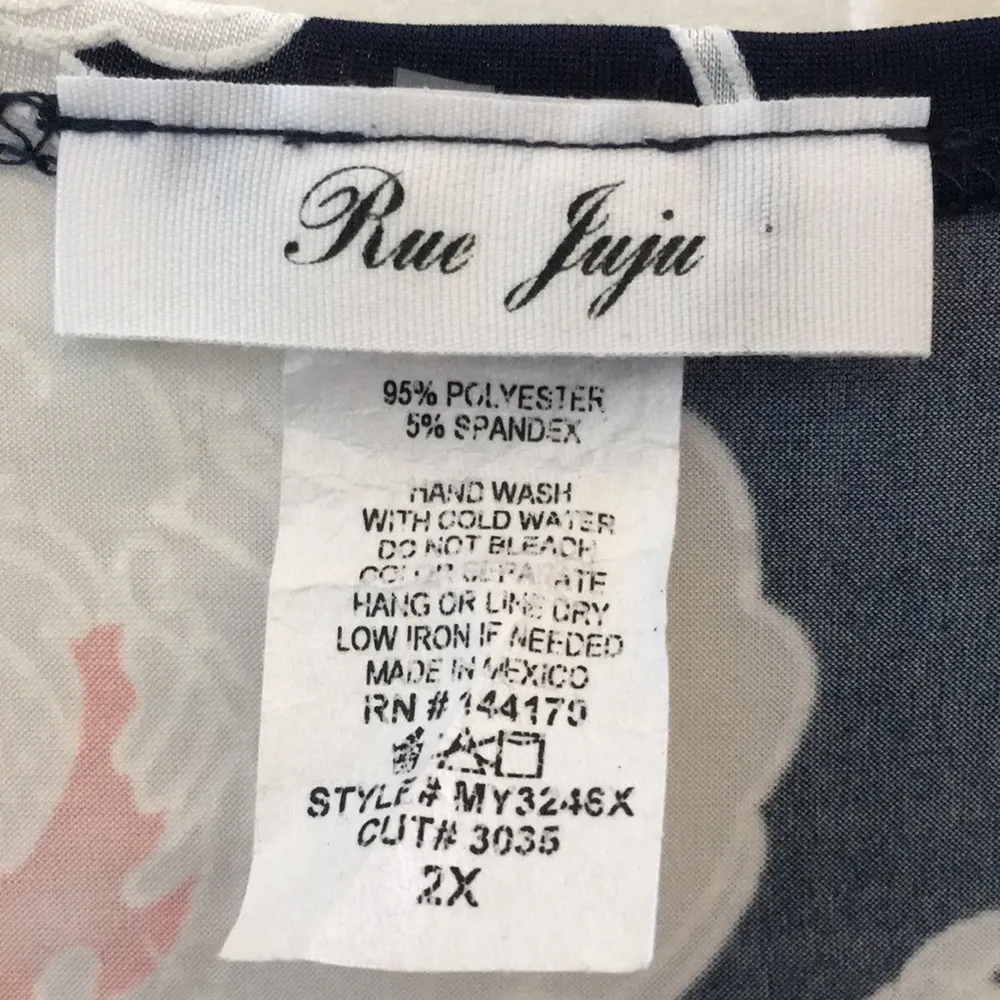 Rue Juju
95% POLYESTER
5% SPANDEX
HAND WASH
WITH COLD WATER
DO NOT BLEACH
COLOR SEPARATE
HANG OR LINE DRY
LOW IRON IF NEEDED
MADE IN MEXICO
RN # 144179
STYLE# MY3246X
CUT# 3035
2X